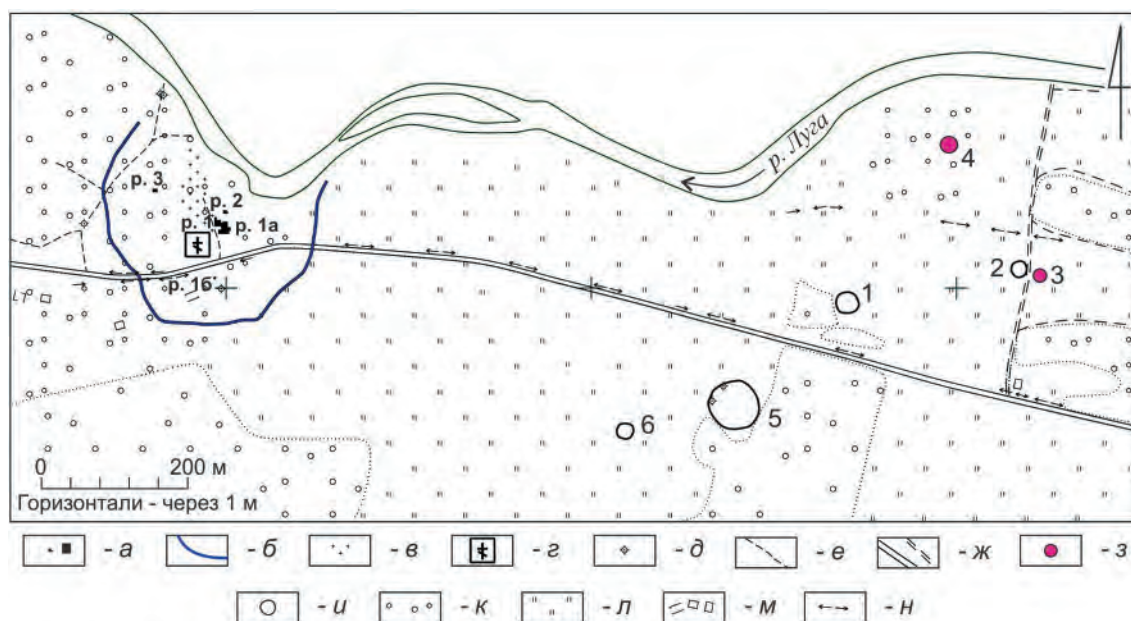 р. Луга
4
р. 3
р. 2
р. 1
р. 1а
2
3
р. 1б
1
5
6
0 200 м
Горизонтали - через 1 м
- а
- б
- в
- г
- д
- е
- ж
- з
- и
- к
- л
- м
- н